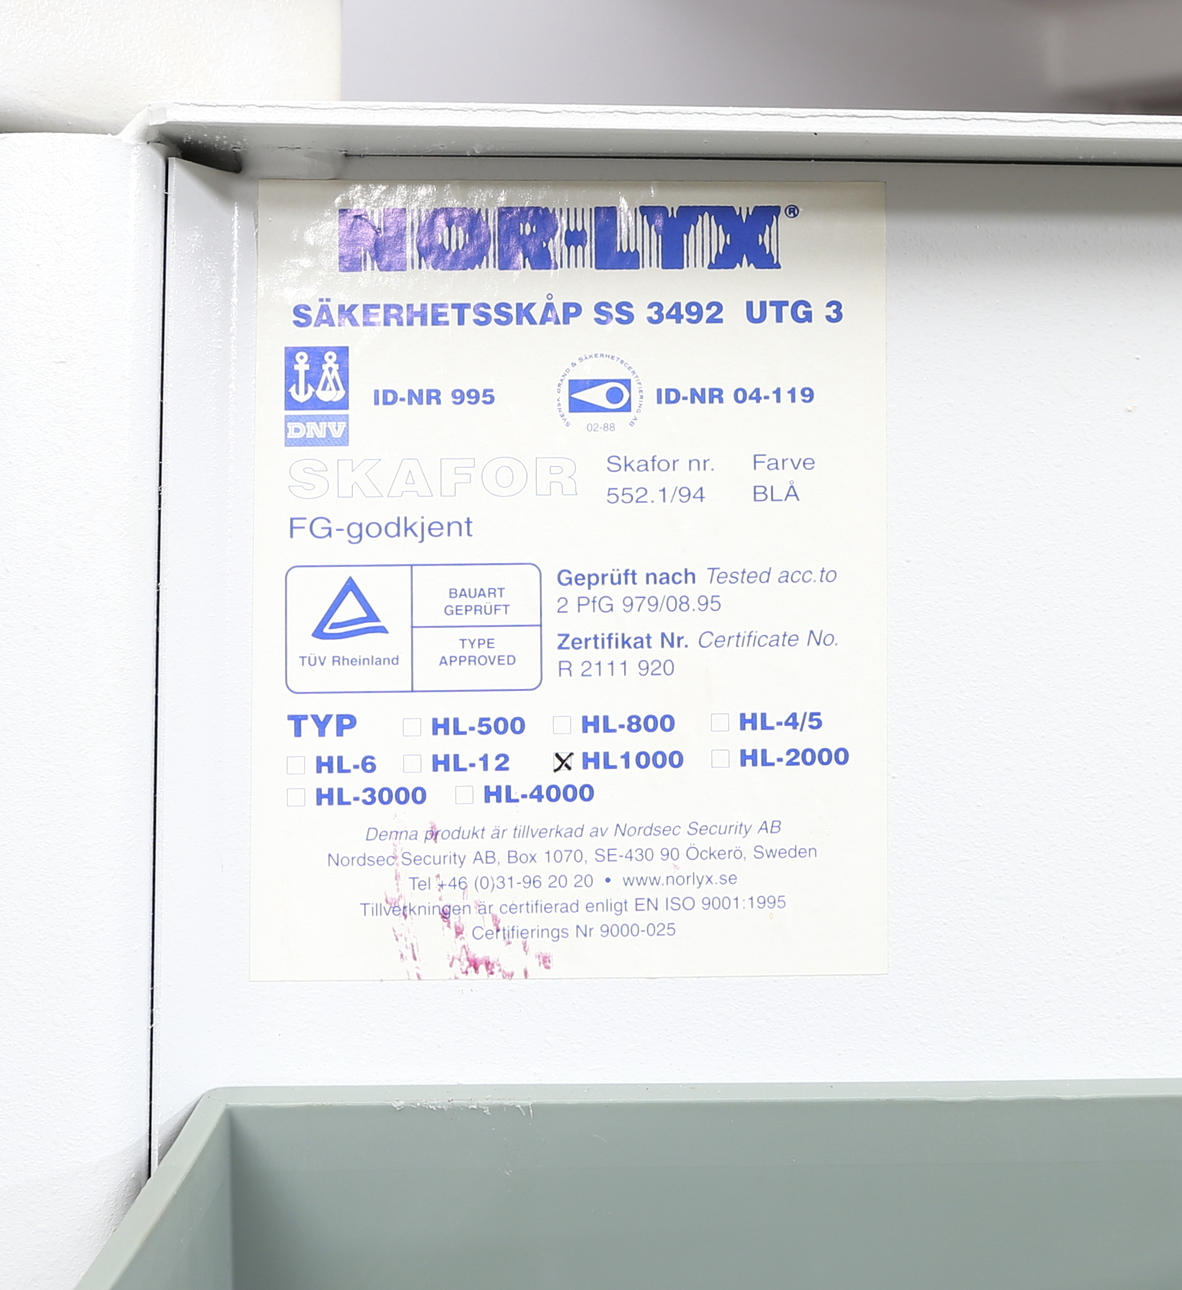 NOR-LYX®
SÄKERHETSSKÅP SS 3492 UTG 3
DNV
ID-NR 995
SVENSK BRAND & SÄKERHETSCERTIFIERING AB
02-88
ID-NR 04-119
SKAFOR
Skafor nr. Farve
552.1/94 BLÅ
FG-godkjent
TÜV Rheinland
BAUART
GEPRÜFT
TYPE
APPROVED
Geprüft nach Tested acc.to
2 PfG 979/08.95
Zertifikat Nr. Certificate No.
R 2111 920
TYP HL-500 HL-800 HL-4/5
HL-6 HL-12 X HL1000 HL-2000
HL-3000 HL-4000
Denna produkt är tillverkad av Nordsec Security AB
Nordsec Security AB, Box 1070, SE-430 90 Öckerö, Sweden
Tel +46 (0)31-96 20 20 • www.norlyx.se
Tillverkningen är certifierad enligt EN ISO 9001:1995
Certifierings Nr 9000-025